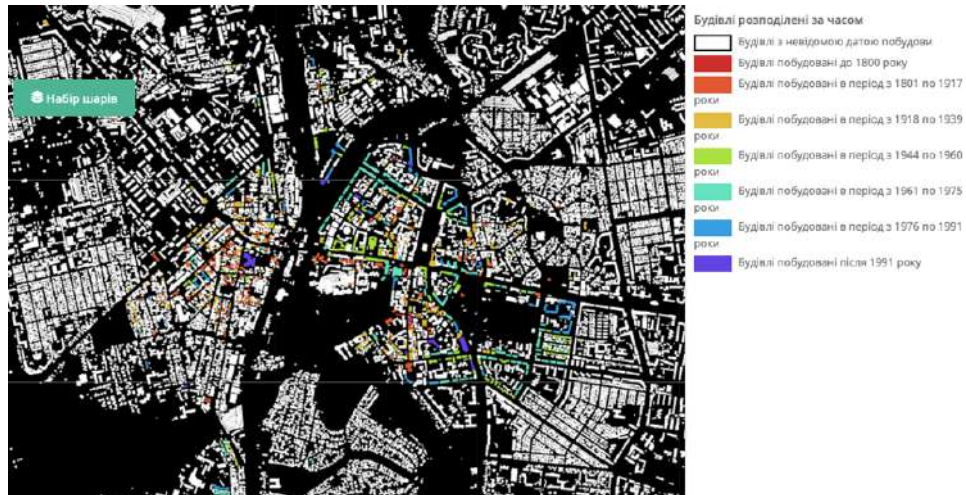 Набір шарів
Будівлі розподілені за часом
Будівлі з невідомою датою побудови
Будівлі побудовані до 1800 року
Будівлі побудовані в період з 1801 по 1917
роки
Будівлі побудовані в період з 1918 по 1939
роки
Будівлі побудовані в період з 1944 по 1960
роки
Будівлі побудовані в період з 1961 по 1975
роки
Будівлі побудовані в період з 1976 по 1991
роки
Будівлі побудовані після 1991 року